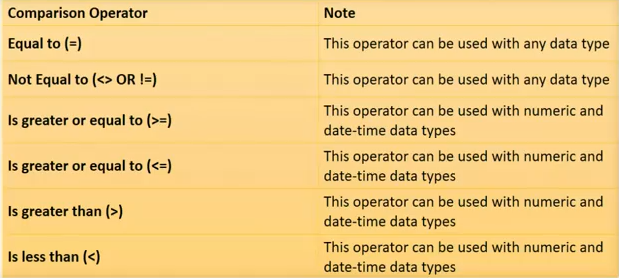 Comparison Operator Note
Equal to (=) This operator can be used with any data type
Not Equal to (<> OR !=) This operator can be used with any data type
Is greater or equal to (>=) This operator can be used with numeric and
date-time data types
Is greater or equal to (<=) This operator can be used with numeric and
date-time data types
Is greater than (>) This operator can be used with numeric and
date-time data types
Is less than (<) This operator can be used with numeric and
date-time data types